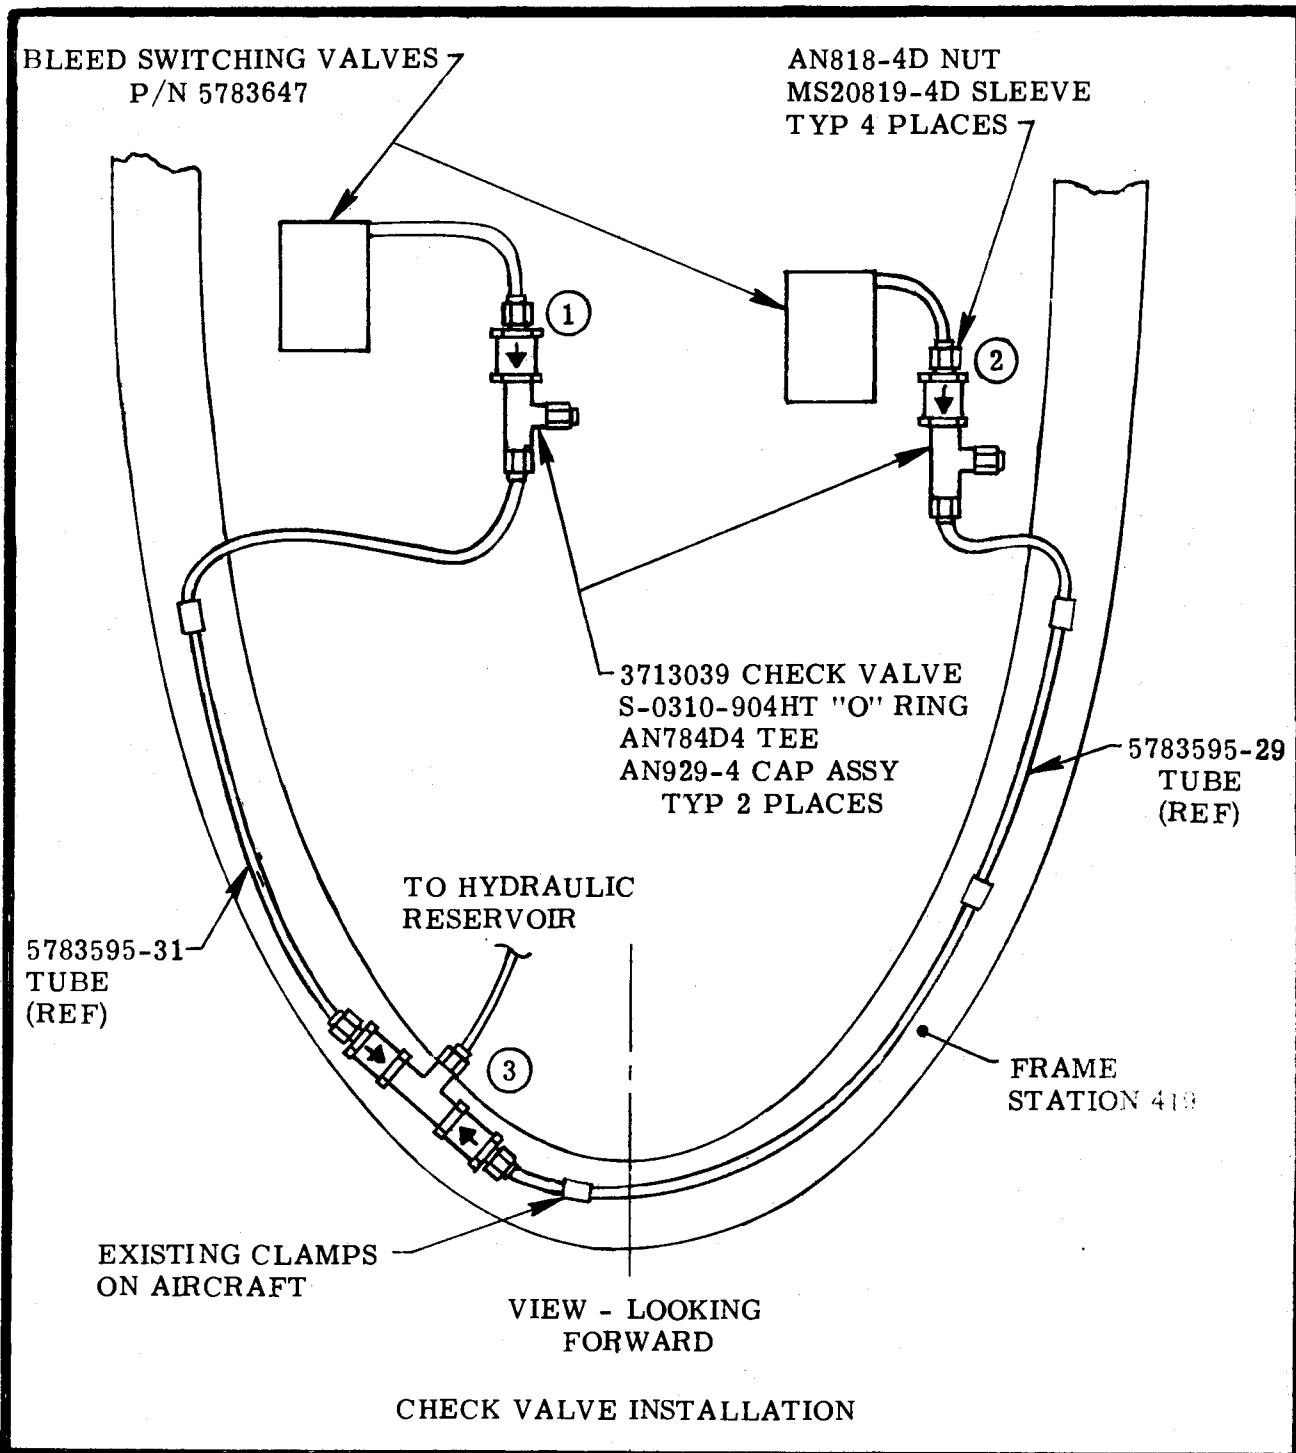 BLEED SWITCHING VALVES
P/N 5783647
AN818-4D NUT
MS20819-4D SLEEVE
TYP 4 PLACES
1
2
3713039 CHECK VALVE
S-0310-904HT "O" RING
AN784D4 TEE
AN929-4 CAP ASSY
TYP 2 PLACES
5783595-29
TUBE
(REF)
TO HYDRAULIC
RESERVOIR
5783595-31
TUBE
(REF)
3
FRAME
STATION 419
EXISTING CLAMPS
ON AIRCRAFT
VIEW - LOOKING
FORWARD
CHECK VALVE INSTALLATION